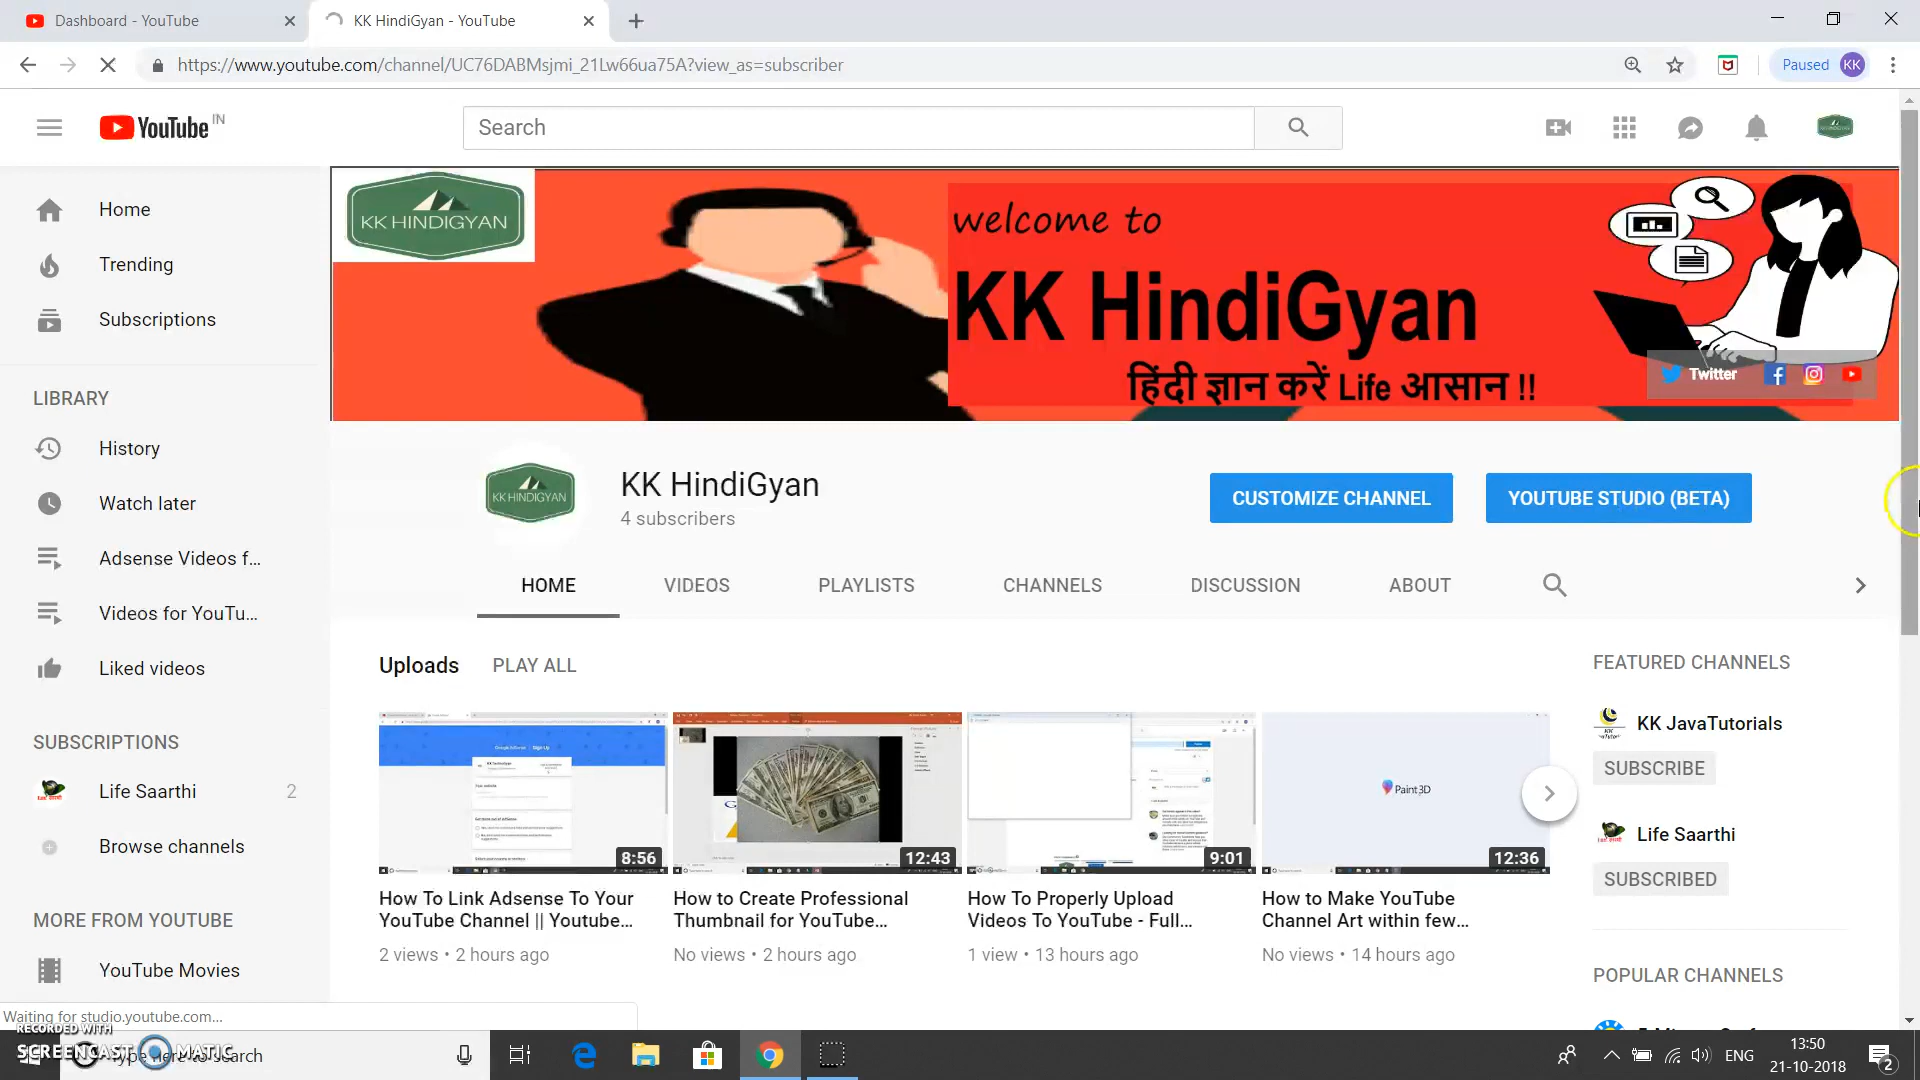 Dashboard - YouTube
KK HindiGyan - YouTube
https://www.youtube.com/channel/UC76DABMsjmi_21Lw66ua75A?view_as=subscriber
Paused
KK
YouTube IN
Search
Home
Trending
Subscriptions
LIBRARY
History
Watch later
Adsense Videos f...
Videos for YouTu...
Liked videos
SUBSCRIPTIONS
Life Saarthi 2
Browse channels
MORE FROM YOUTUBE
YouTube Movies
KK HINDIGYAN
welcome to
KK HindiGyan
हिंदी ज्ञान करें Life आसान !!
Twitter
KK HINDIGYAN
KK HindiGyan
4 subscribers
CUSTOMIZE CHANNEL
YOUTUBE STUDIO (BETA)
HOME
VIDEOS
PLAYLISTS
CHANNELS
DISCUSSION
ABOUT
Uploads
PLAY ALL
8:56
How To Link Adsense To Your
YouTube Channel || Youtube...
2 views • 2 hours ago
12:43
How to Create Professional
Thumbnail for YouTube...
No views • 2 hours ago
9:01
How To Properly Upload
Videos To YouTube - Full...
1 view • 13 hours ago
Paint3D
12:36
How to Make YouTube
Channel Art within few...
No views • 14 hours ago
FEATURED CHANNELS
KK JavaTutorials
SUBSCRIBE
Life Saarthi
SUBSCRIBED
POPULAR CHANNELS
Waiting for studio.youtube.com...
RECORDED WITH
SCREENCAST MATIC
Type here to search
ENG
13:50
21-10-2018
2